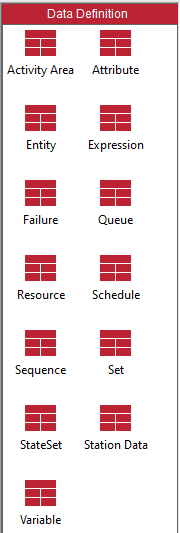 Data Definition
Activity Area Attribute
Entity Expression
Failure Queue
Resource Schedule
Sequence Set
StateSet Station Data
Variable